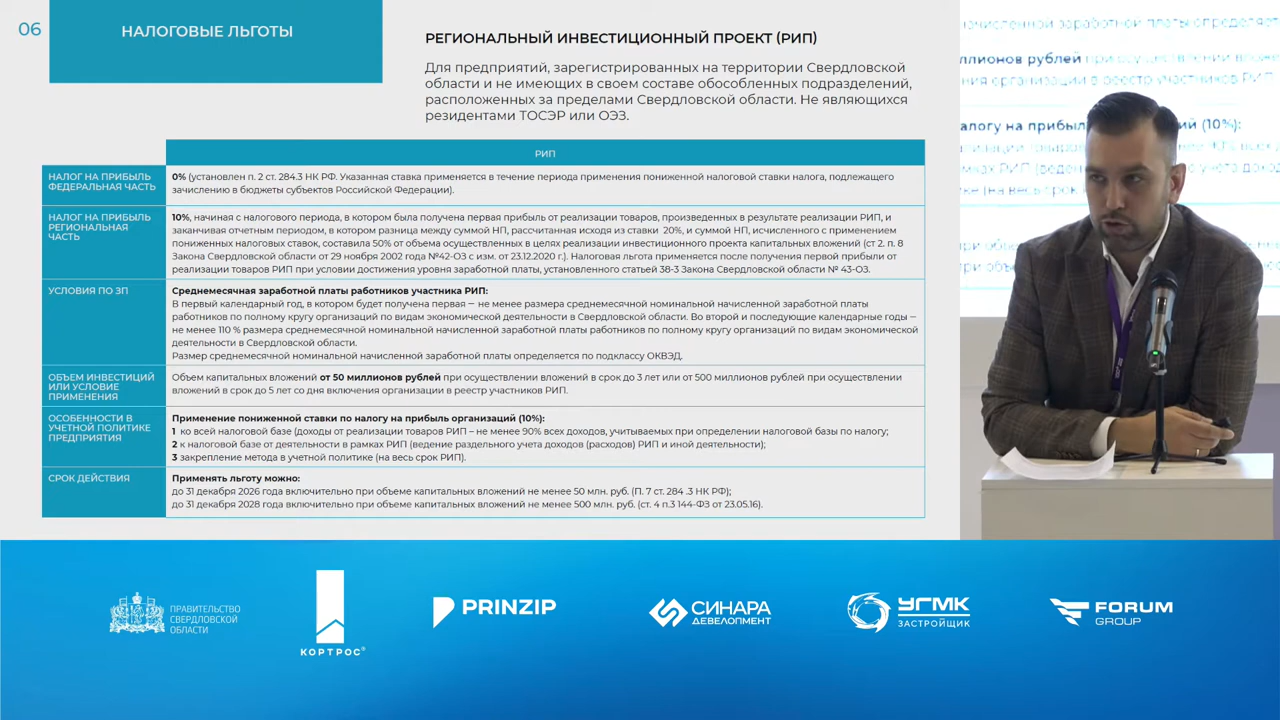 06
НАЛОГОВЫЕ ЛЬГОТЫ
РЕГИОНАЛЬНЫЙ ИНВЕСТИЦИОННЫЙ ПРОЕКТ (РИП)
Для предприятий, зарегистрированных на территории Свердловской
области и не имеющих в своем составе обособленных подразделений,
расположенных за пределами Свердловской области. Не являющихся
резидентами ТОСЭР или ОЭЗ.
РИП
НАЛОГ НА ПРИБЫЛЬ
ФЕДЕРАЛЬНАЯ ЧАСТЬ
0% (установлен п. 2 ст. 284.3 НК РФ. Указанная ставка применяется в течение периода применения пониженной налоговой ставки налога, подлежащего
зачислению в бюджеты субъектов Российской Федерации).
НАЛОГ НА ПРИБЫЛЬ
РЕГИОНАЛЬНАЯ
ЧАСТЬ
10%, начиная с налогового периода, в котором была получена первая прибыль от реализации товаров, произведенных в результате реализации РИП, и
заканчивая отчетным периодом, в котором разница между суммой НП, рассчитанная исходя из ставки 20%, и суммой НП, исчисленного с применением
пониженных налоговых ставок, составила 50% от объема осуществленных в целях реализации инвестиционного проекта капитальных вложений (ст 2. п. 8
Закона Свердловской области от 29 ноября 2002 года №42-ОЗ с изм. от 23.12.2020 г.). Налоговая льгота применяется после получения первой прибыли от
реализации товаров РИП при условии достижения уровня заработной платы, установленного статьей 38-3 Закона Свердловской области № 43-ОЗ.
УСЛОВИЯ ПО ЗП
Среднемесячная заработной платы работников участника РИП:
В первый календарный год, в котором будет получена первая — не менее размера среднемесячной номинальной начисленной заработной платы
работников по полному кругу организаций по видам экономической деятельности в Свердловской области. Во второй и последующие календарные годы —
не менее 110 % размера среднемесячной номинальной начисленной заработной платы работников по полному кругу организаций по видам экономической
деятельности в Свердловской области.
Размер среднемесячной номинальной начисленной заработной платы определяется по подклассу ОКВЭД.
ОБЪЕМ ИНВЕСТИЦИЙ
ИЛИ УСЛОВИЕ
ПРИМЕНЕНИЯ
Объем капитальных вложений от 50 миллионов рублей при осуществлении вложений в срок до 3 лет или от 500 миллионов рублей при осуществлении
вложений в срок до 5 лет со дня включения организации в реестр участников РИП.
ОСОБЕННОСТИ В
УЧЕТНОЙ ПОЛИТИКЕ
ПРЕДПРИЯТИЯ
Применение пониженной ставки по налогу на прибыль организаций (10%):
1 ко всей налоговой базе (доходы от реализации товаров РИП – не менее 90% всех доходов, учитываемых при определении налоговой базы по налогу;
2 к налоговой базе от деятельности в рамках РИП (ведение раздельного учета доходов (расходов) РИП и иной деятельности);
3 закрепление метода в учетной политике (на весь срок РИП).
СРОК ДЕЙСТВИЯ
Применять льготу можно:
до 31 декабря 2026 года включительно при объеме капитальных вложений не менее 50 млн. руб. (П. 7 ст. 284 .3 НК РФ);
до 31 декабря 2028 года включительно при объеме капитальных вложений не менее 500 млн. руб. (ст. 4 п.3 144-ФЗ от 23.05.16).
численной заработной платы определяет
ллионов рублей при осуществлении влож
ния организации в реестр участников РИП
алогу на прибыль
ций (10%):
ПРАВИТЕЛЬСТВО
СВЕРДЛОВСКОЙ
ОБЛАСТИ
КОРТРОС®
PRINZIP
СИНАРА
ДЕВЕЛОПМЕНТ
УГМК
ЗАСТРОЙЩИК
FORUM
GROUP